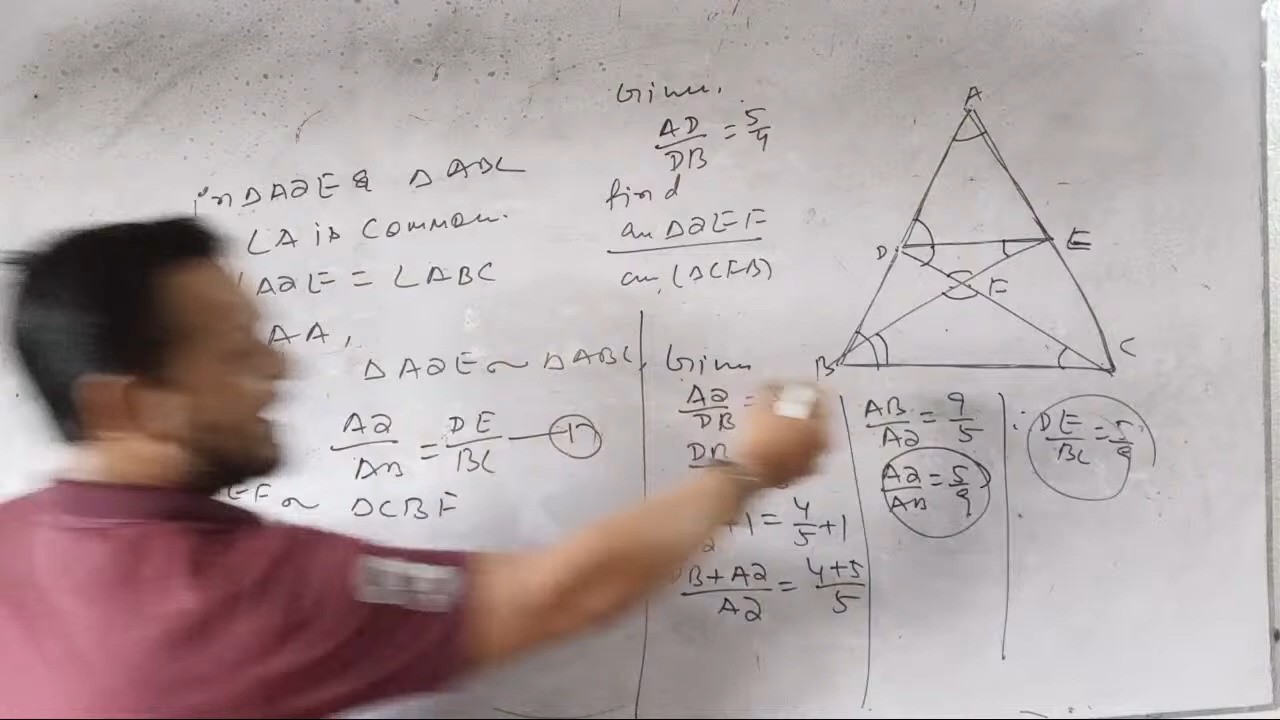 Given.
AD/DB = 5/4
find
ar ΔDEF
ar (ΔCFB)
in ΔADE & ΔABC
∠A is common.
∠ADE = ∠ABC
AA,
ΔADE ~ ΔABC
AD/AB = DE/BC — (1)
EF ~ ΔCBF
Given
AD/DB =
DB
+1 = 4/5 + 1
DB + AD/AD = 4+5/5
AB/AD = 9/5
AD/AB = 5/9
∴ DE/BC = 5/9
A
D
E
F
B
C